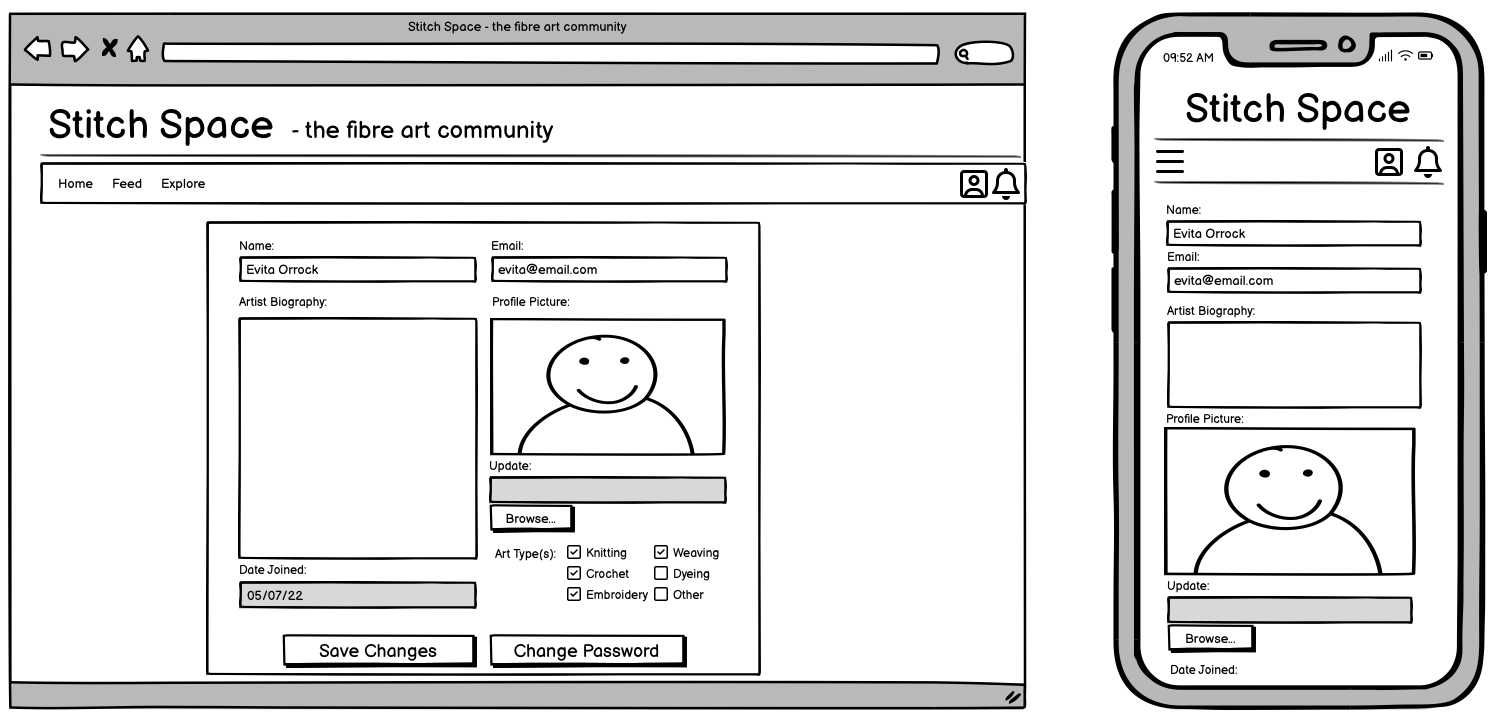 Stitch Space - the fibre art community
Stitch Space - the fibre art community
Home Feed Explore
Name:
Evita Orrock
Email:
evita@email.com
Artist Biography:
Profile Picture:
Update:
Browse...
Art Type(s): Knitting Weaving
Crochet Dyeing
Embroidery Other
Date Joined:
05/07/22
Save Changes Change Password
09:52 AM
Stitch Space
Name:
Evita Orrock
Email:
evita@email.com
Artist Biography:
Profile Picture:
Update:
Browse...
Date Joined: